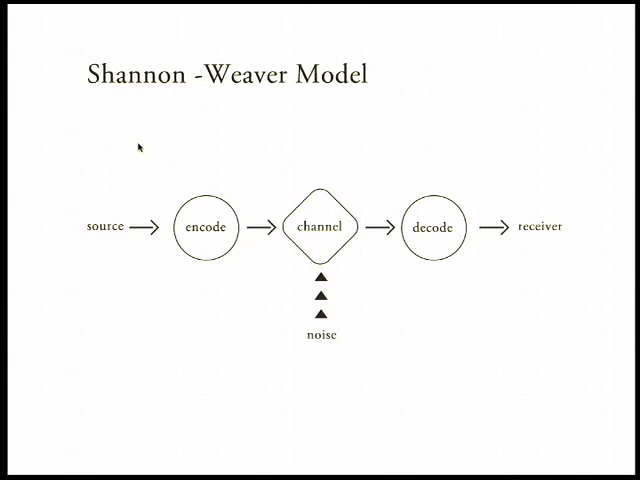 Shannon -Weaver Model
source
encode
channel
decode
receiver
noise